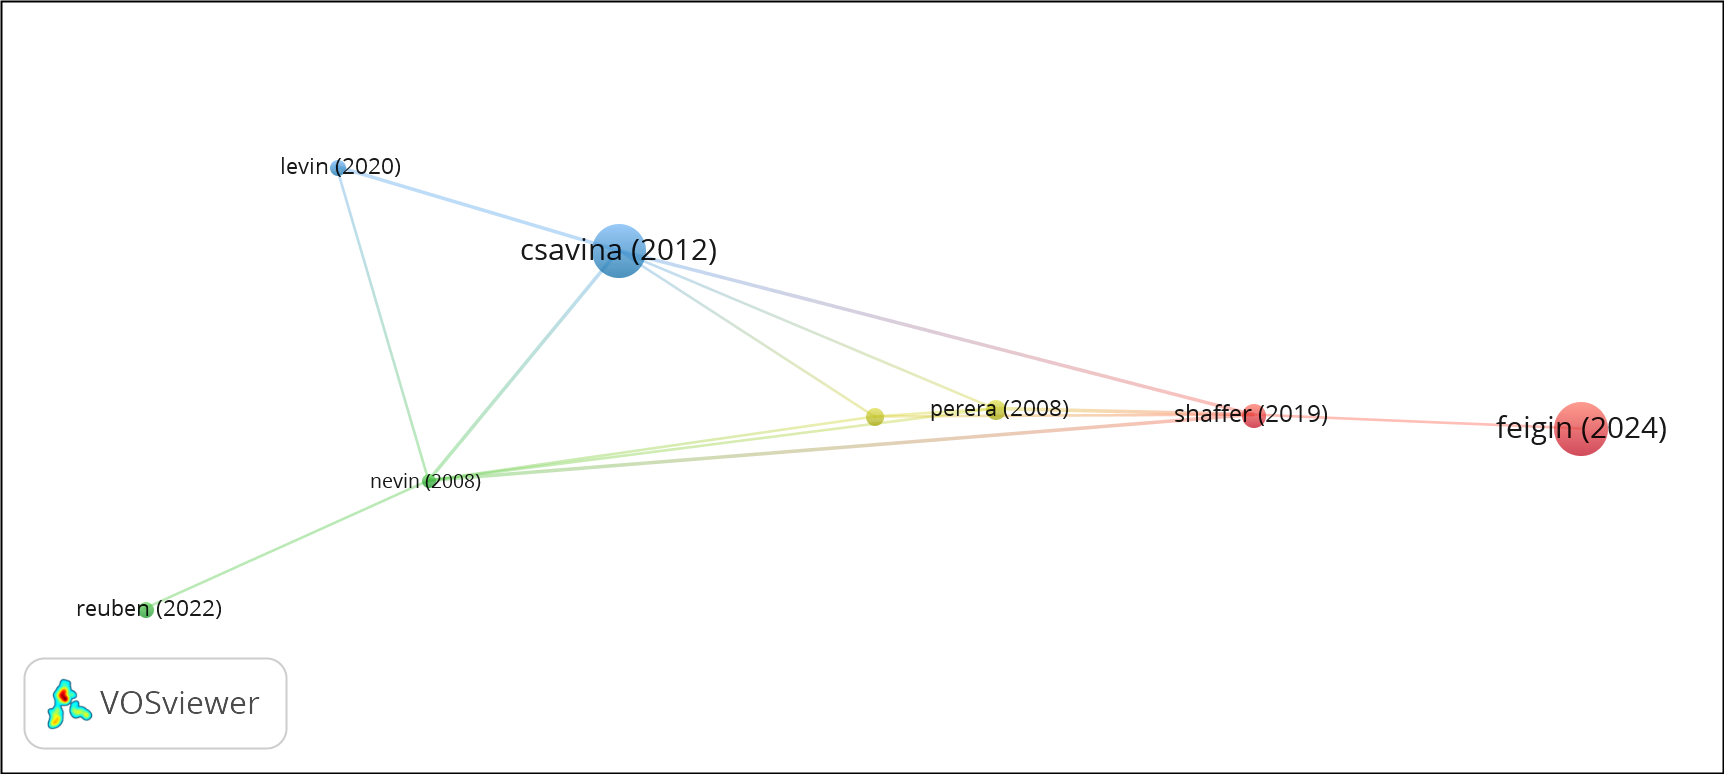 levin (2020)
csavina (2012)
perera (2008)
shaffer (2019)
feigin (2024)
nevin (2008)
reuben (2022)
VOSviewer